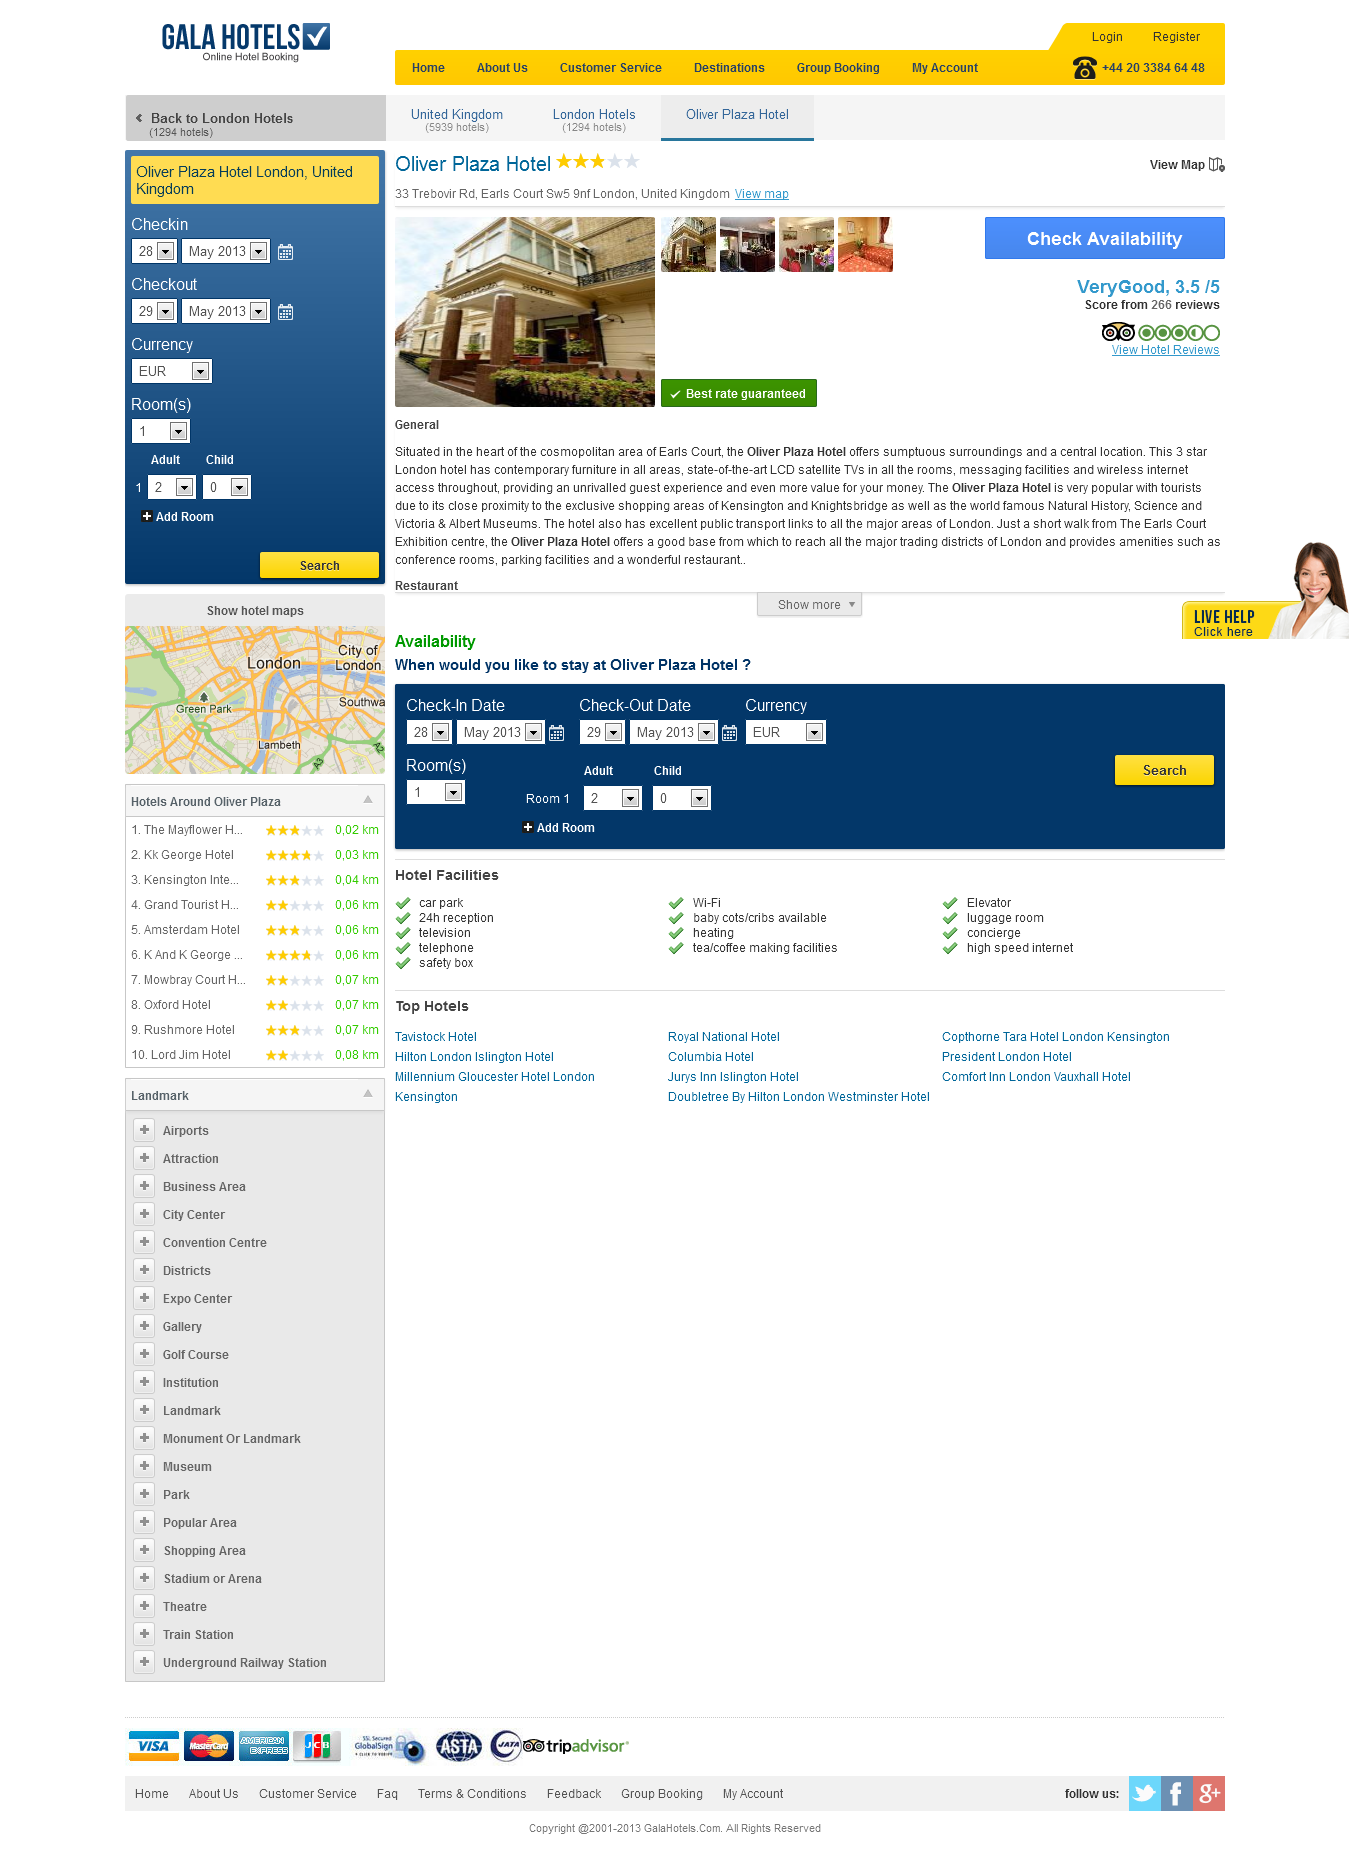 GALA HOTELS
Online Hotel Booking
Login Register
Home About Us Customer Service Destinations Group Booking My Account +44 20 3384 64 48
Back to London Hotels
(1294 hotels)
United Kingdom
(5939 hotels)
London Hotels
(1294 hotels)
Oliver Plaza Hotel
Oliver Plaza Hotel London, United
Kingdom
Checkin
28 May 2013
Checkout
29 May 2013
Currency
EUR
Room(s)
1
Adult Child
1 2 0
Add Room
Search
Show hotel maps
London
City of
London
Green Park
Southwa
Lambeth
A3
A2
Hotels Around Oliver Plaza
1. The Mayflower H... 0,02 km
2. Kk George Hotel 0,03 km
3. Kensington Inte... 0,04 km
4. Grand Tourist H... 0,06 km
5. Amsterdam Hotel 0,06 km
6. K And K George ... 0,06 km
7. Mowbray Court H... 0,07 km
8. Oxford Hotel 0,07 km
9. Rushmore Hotel 0,07 km
10. Lord Jim Hotel 0,08 km
Landmark
Airports
Attraction
Business Area
City Center
Convention Centre
Districts
Expo Center
Gallery
Golf Course
Institution
Landmark
Monument Or Landmark
Museum
Park
Popular Area
Shopping Area
Stadium or Arena
Theatre
Train Station
Underground Railway Station
Oliver Plaza Hotel
View Map
33 Trebovir Rd, Earls Court Sw5 9nf London, United Kingdom View map
HOTEL
Check Availability
VeryGood, 3.5 /5
Score from 266 reviews
View Hotel Reviews
Best rate guaranteed
General
Situated in the heart of the cosmopolitan area of Earls Court, the Oliver Plaza Hotel offers sumptuous surroundings and a central location. This 3 star
London hotel has contemporary furniture in all areas, state-of-the-art LCD satellite TVs in all the rooms, messaging facilities and wireless internet
access throughout, providing an unrivalled guest experience and even more value for your money. The Oliver Plaza Hotel is very popular with tourists
due to its close proximity to the exclusive shopping areas of Kensington and Knightsbridge as well as the world famous Natural History, Science and
Victoria & Albert Museums. The hotel also has excellent public transport links to all the major areas of London. Just a short walk from The Earls Court
Exhibition centre, the Oliver Plaza Hotel offers a good base from which to reach all the major trading districts of London and provides amenities such as
conference rooms, parking facilities and a wonderful restaurant..
Restaurant
Show more
LIVE HELP
Click here
Availability
When would you like to stay at Oliver Plaza Hotel ?
Check-In Date Check-Out Date Currency
28 May 2013 29 May 2013 EUR
Room(s)
1
Adult Child
Room 1 2 0
Add Room
Search
Hotel Facilities
car park Wi-Fi Elevator
24h reception baby cots/cribs available luggage room
television heating concierge
telephone tea/coffee making facilities high speed internet
safety box
Top Hotels
Tavistock Hotel Royal National Hotel Copthorne Tara Hotel London Kensington
Hilton London Islington Hotel Columbia Hotel President London Hotel
Millennium Gloucester Hotel London Jurys Inn Islington Hotel Comfort Inn London Vauxhall Hotel
Kensington Doubletree By Hilton London Westminster Hotel
VISA MasterCard AMERICAN EXPRESS JCB
SSL Secured
GlobalSign
CLICK TO VERIFY
ASTA JATA tripadvisor
Home About Us Customer Service Faq Terms & Conditions Feedback Group Booking My Account follow us:
Copyright @2001-2013 GalaHotels.Com. All Rights Reserved